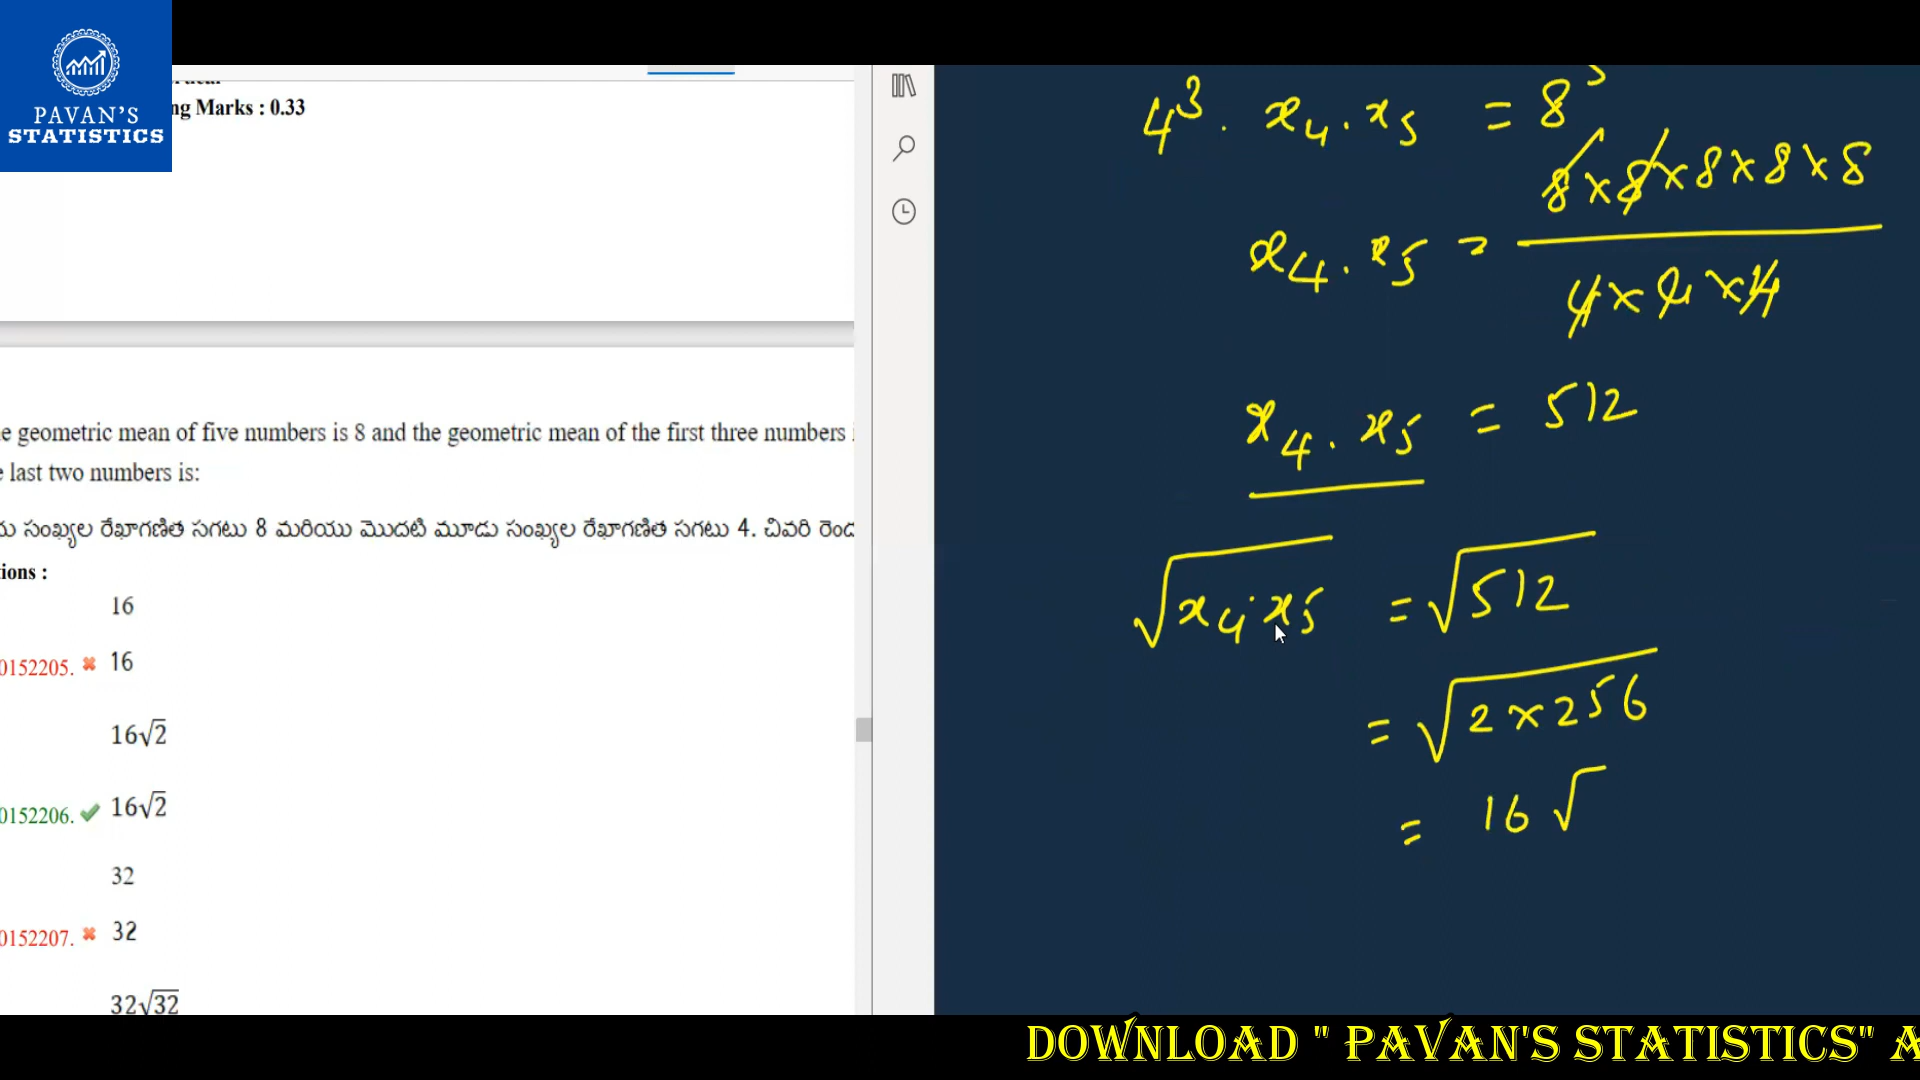 PAVAN'S
STATISTICS
ng Marks : 0.33
e geometric mean of five numbers is 8 and the geometric mean of the first three numbers
e last two numbers is:
సంఖ్యల రేఖాగణిత సగటు 8 మరియు మొదటి మూడు సంఖ్యల రేఖాగణిత సగటు 4. చివరి
tions :
16
0152205. ✖ 16
16√2
0152206. ✔ 16√2
32
0152207. ✖ 32
32√32
4³ . x₄ . x₅ = 8⁵
x₄ . x₅ = 8 × 8 × 8 × 8 × 8
4 × 4 × 4
x₄ . x₅ = 512
√x₄ . x₅ = √512
= √2 × 256
= 16 √
DOWNLOAD " PAVAN'S STATISTICS" A